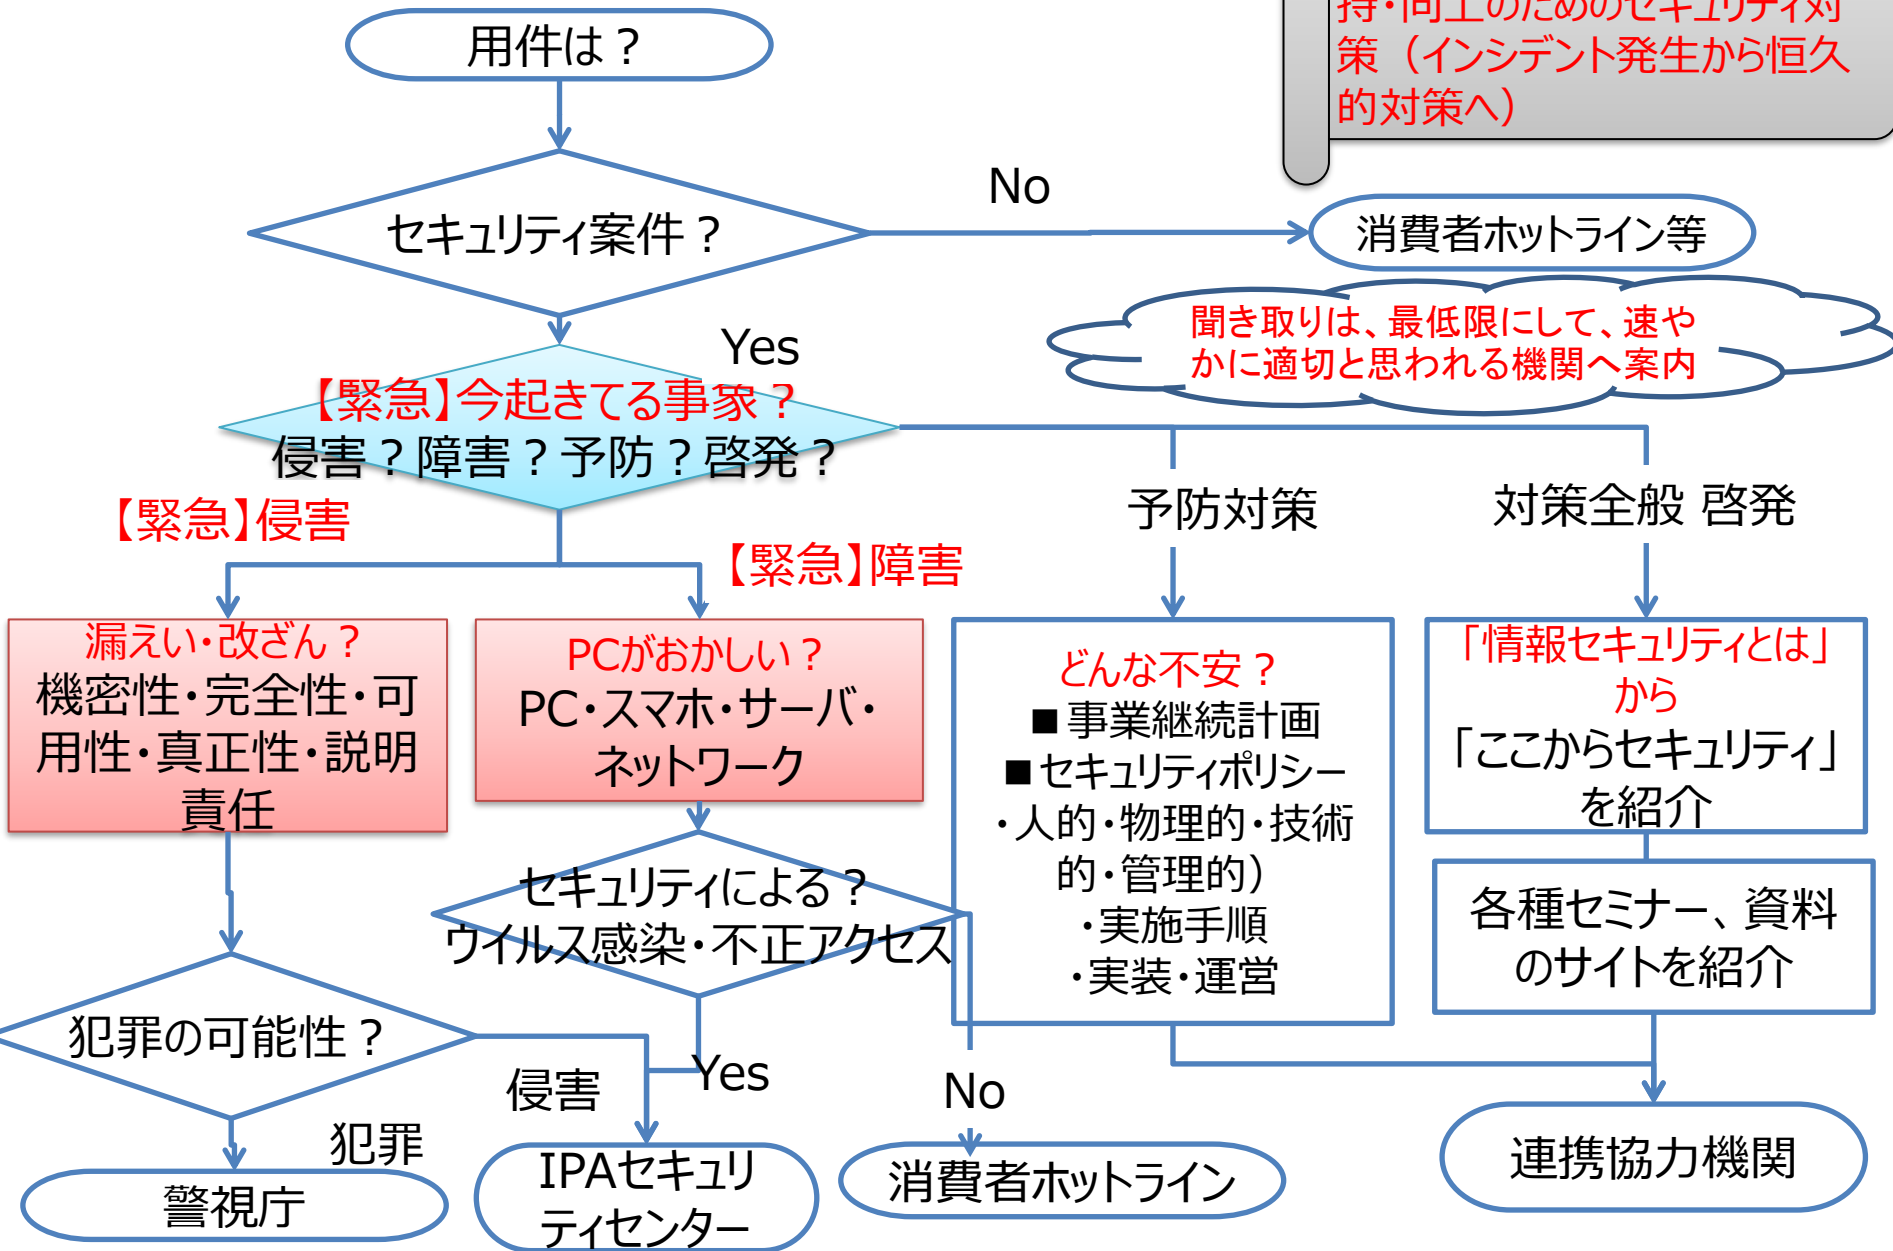 用件は？
持・向上のためのセキュリティ対
策（インシデント発生から恒久
的対策へ）
セキュリティ案件？
No
消費者ホットライン等
聞き取りは、最低限にして、速や
かに適切と思われる機関へ案内
Yes
【緊急】今起きてる事象？
侵害？障害？予防？啓発？
【緊急】侵害
【緊急】障害
予防対策
対策全般 啓発
漏えい・改ざん？
機密性・完全性・可
用性・真正性・説明
責任
PCがおかしい？
PC・スマホ・サーバ・
ネットワーク
どんな不安？
■事業継続計画
■セキュリティポリシー
・人的・物理的・技術
的・管理的）
・実施手順
・実装・運営
「情報セキュリティとは」
から
「ここからセキュリティ」
を紹介
各種セミナー、資料
のサイトを紹介
セキュリティによる？
ウイルス感染・不正アクセス
犯罪の可能性？
侵害
Yes
No
犯罪
警視庁
IPAセキュリ
ティセンター
消費者ホットライン
連携協力機関